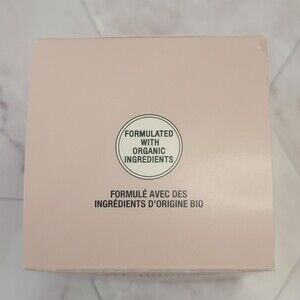 FORMULATED
WITH
ORGANIC
INGREDIENTS
FORMULÉ AVEC DES
INGRÉDIENTS D'ORIGINE BIO